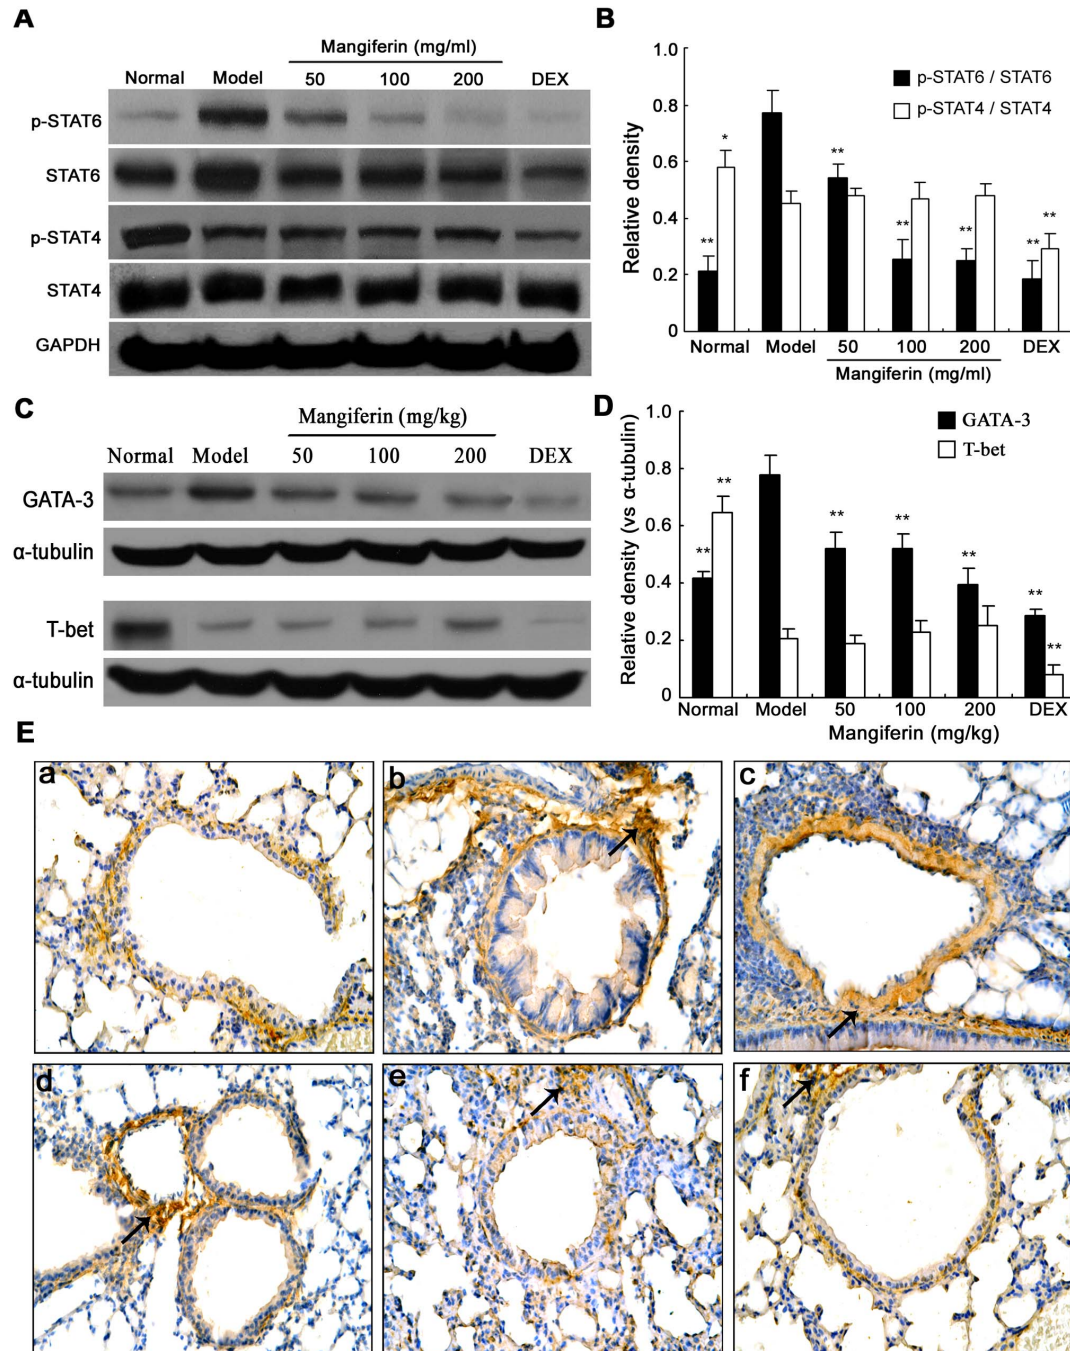 A
Mangiferin (mg/ml)
Normal Model 50 100 200 DEX
p-STAT6
STAT6
p-STAT4
STAT4
GAPDH
B
1.0
0.8
0.6
0.4
0.2
0
Relative density
p-STAT6 / STAT6
p-STAT4 / STAT4
** * ** ** ** ** **
Normal Model 50 100 200 DEX
Mangiferin (mg/ml)
C
Mangiferin (mg/kg)
Normal Model 50 100 200 DEX
GATA-3
α-tubulin
T-bet
α-tubulin
D
1.0
0.8
0.6
0.4
0.2
0
Relative density (vs α-tubulin)
GATA-3
T-bet
** ** ** ** ** ** **
Normal Model 50 100 200 DEX
Mangiferin (mg/kg)
E
a b c
d e f